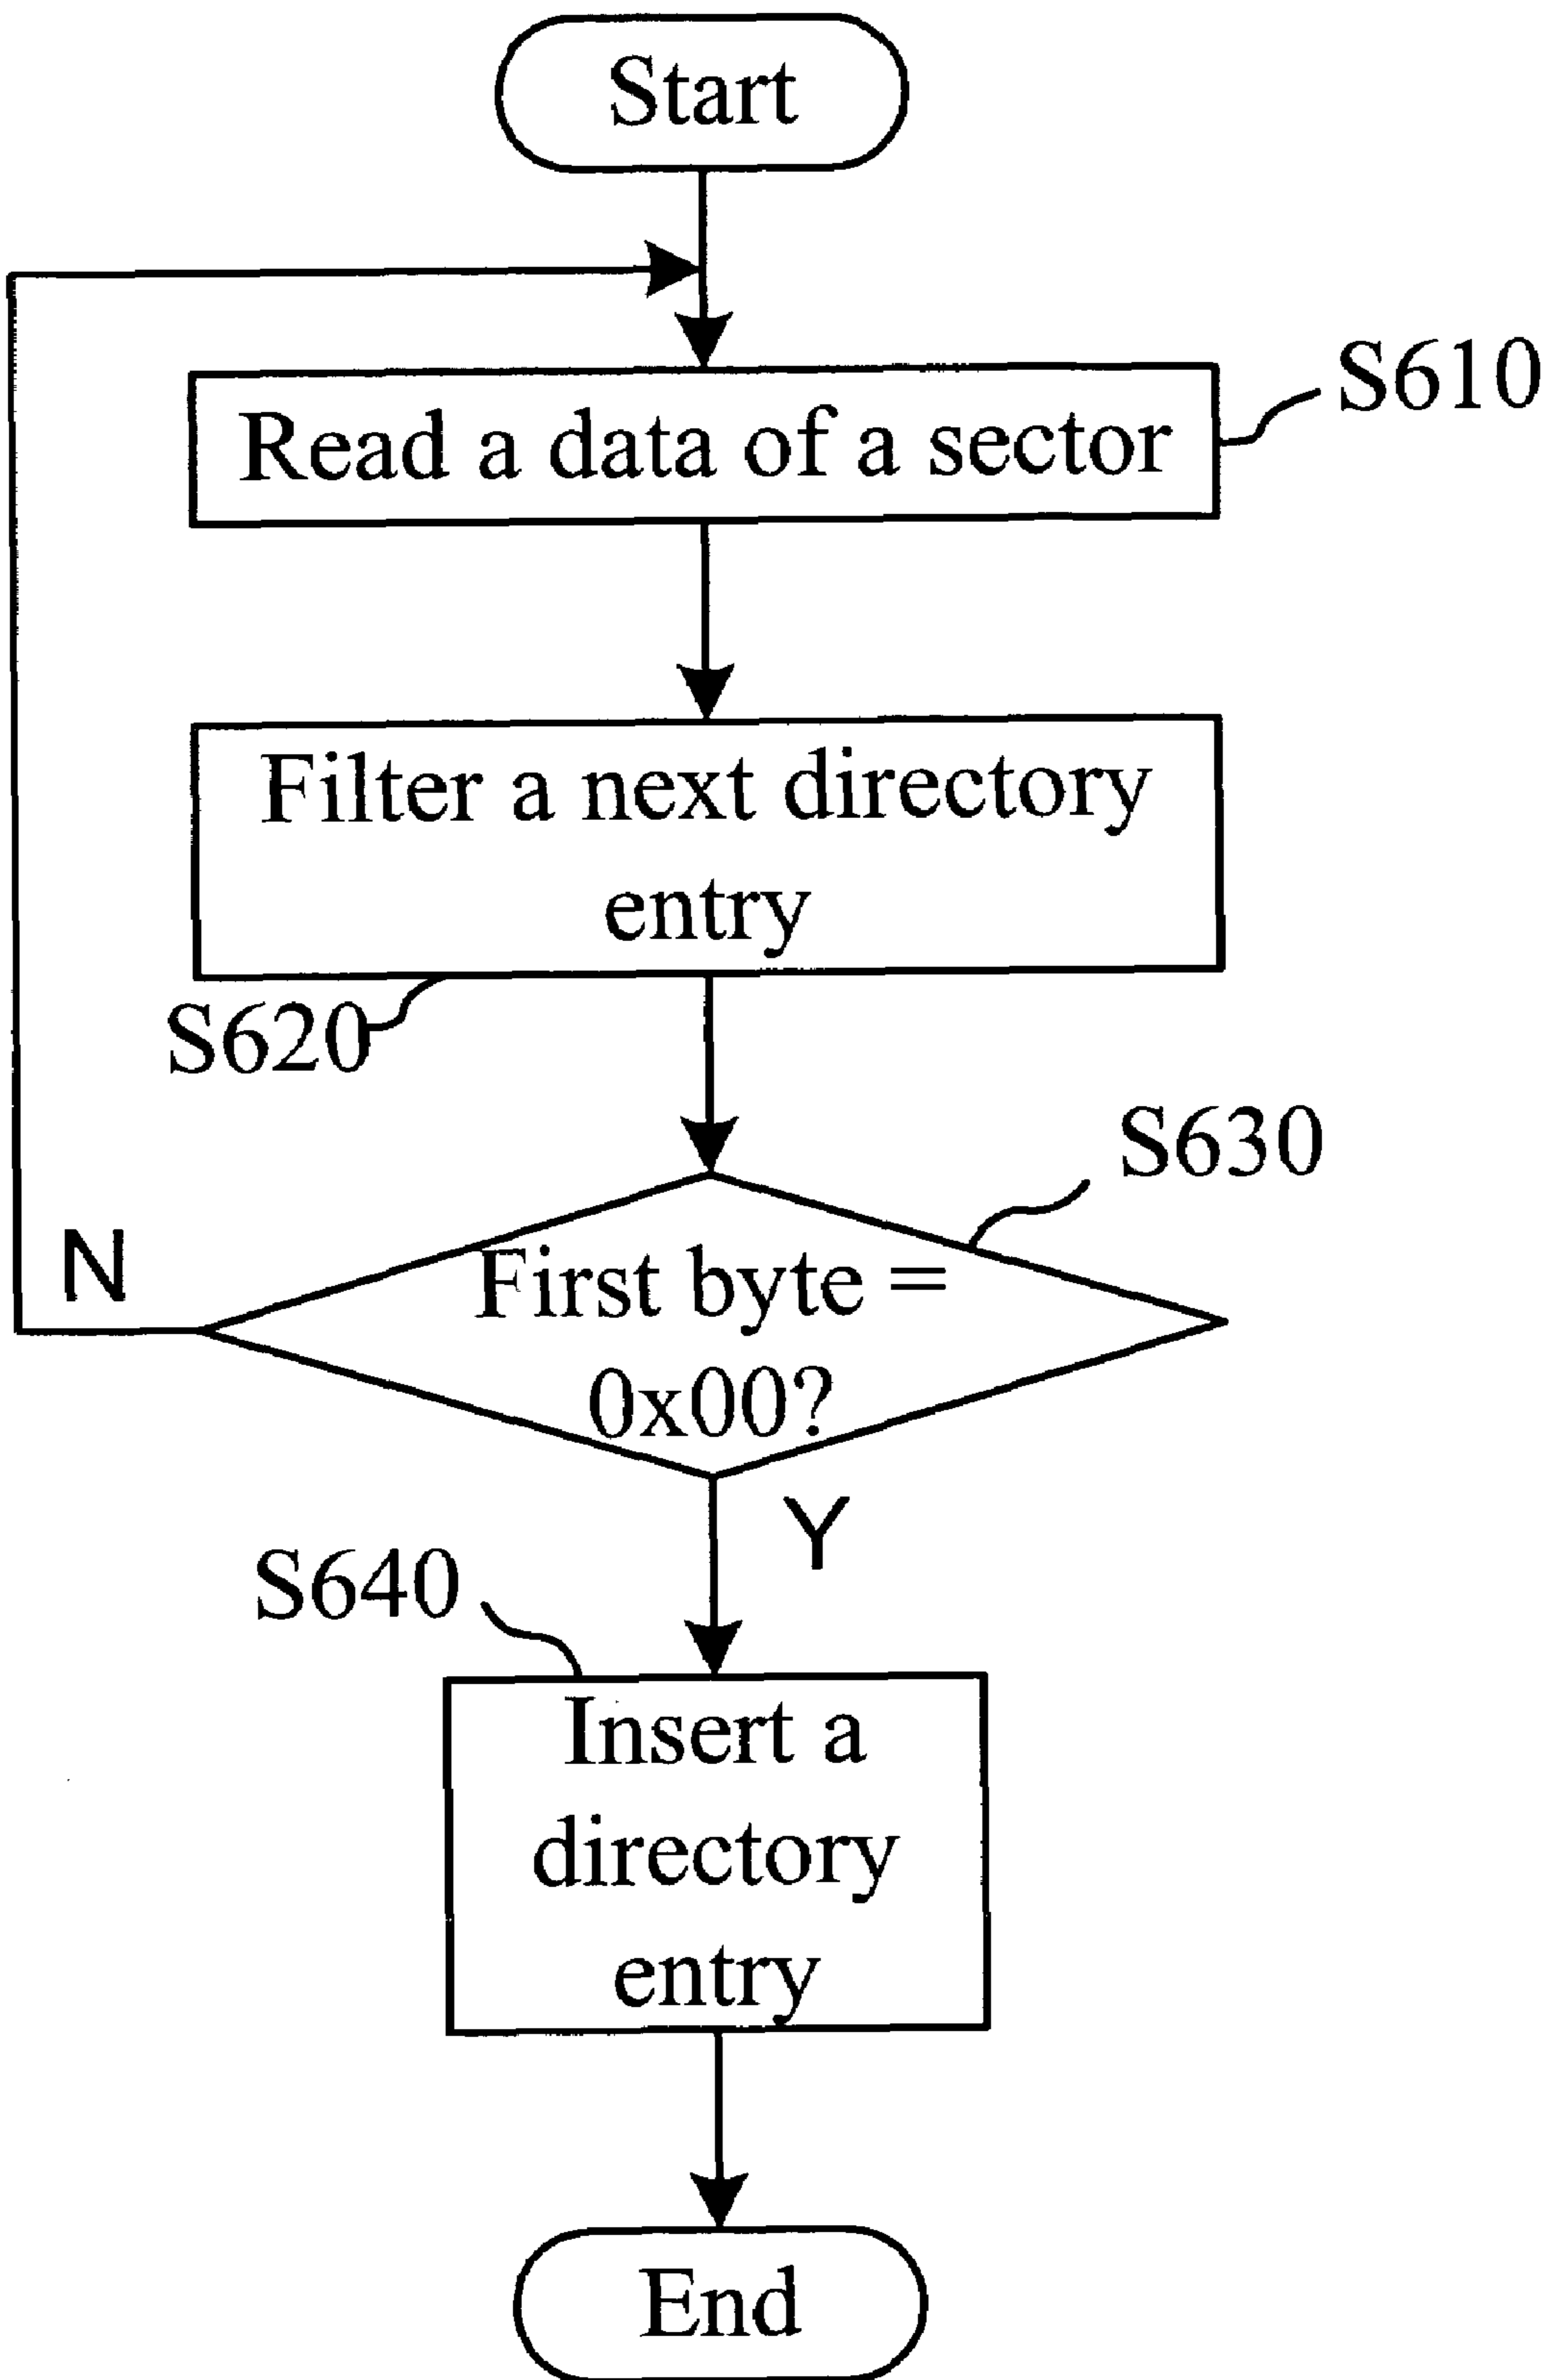 Start
S610
Read a data of a sector
Filter a next directory
entry
S620
S630
N
First byte =
0x00?
Y
S640
Insert a
directory
entry
End